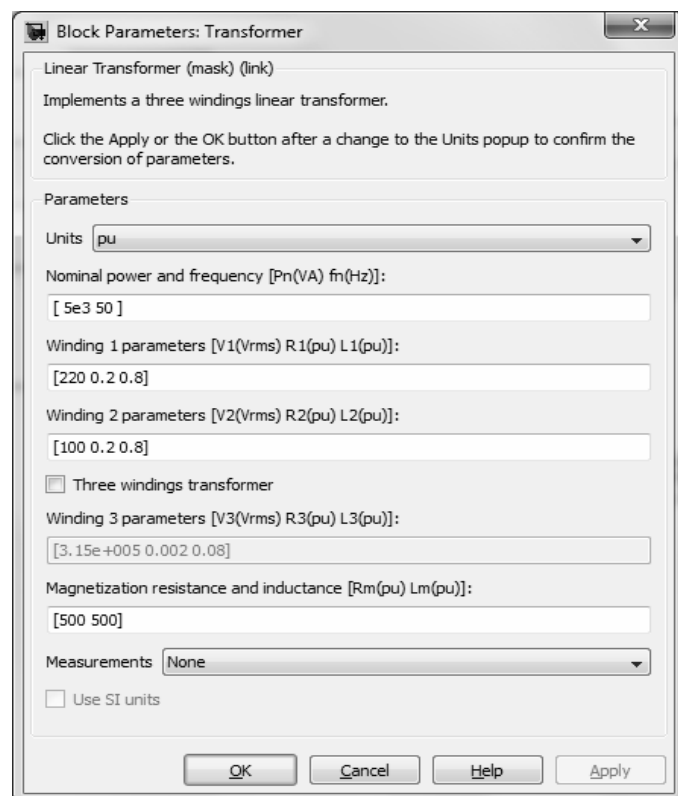 Block Parameters: Transformer
Linear Transformer (mask) (link)
Implements a three windings linear transformer.
Click the Apply or the OK button after a change to the Units popup to confirm the
conversion of parameters.
Parameters
Units pu
Nominal power and frequency [Pn(VA) fn(Hz)]:
[ 5e3 50 ]
Winding 1 parameters [V1(Vrms) R1(pu) L1(pu)]:
[220 0.2 0.8]
Winding 2 parameters [V2(Vrms) R2(pu) L2(pu)]:
[100 0.2 0.8]
Three windings transformer
Winding 3 parameters [V3(Vrms) R3(pu) L3(pu)]:
[3.15e+005 0.002 0.08]
Magnetization resistance and inductance [Rm(pu) Lm(pu)]:
[500 500]
Measurements None
Use SI units
OK Cancel Help Apply